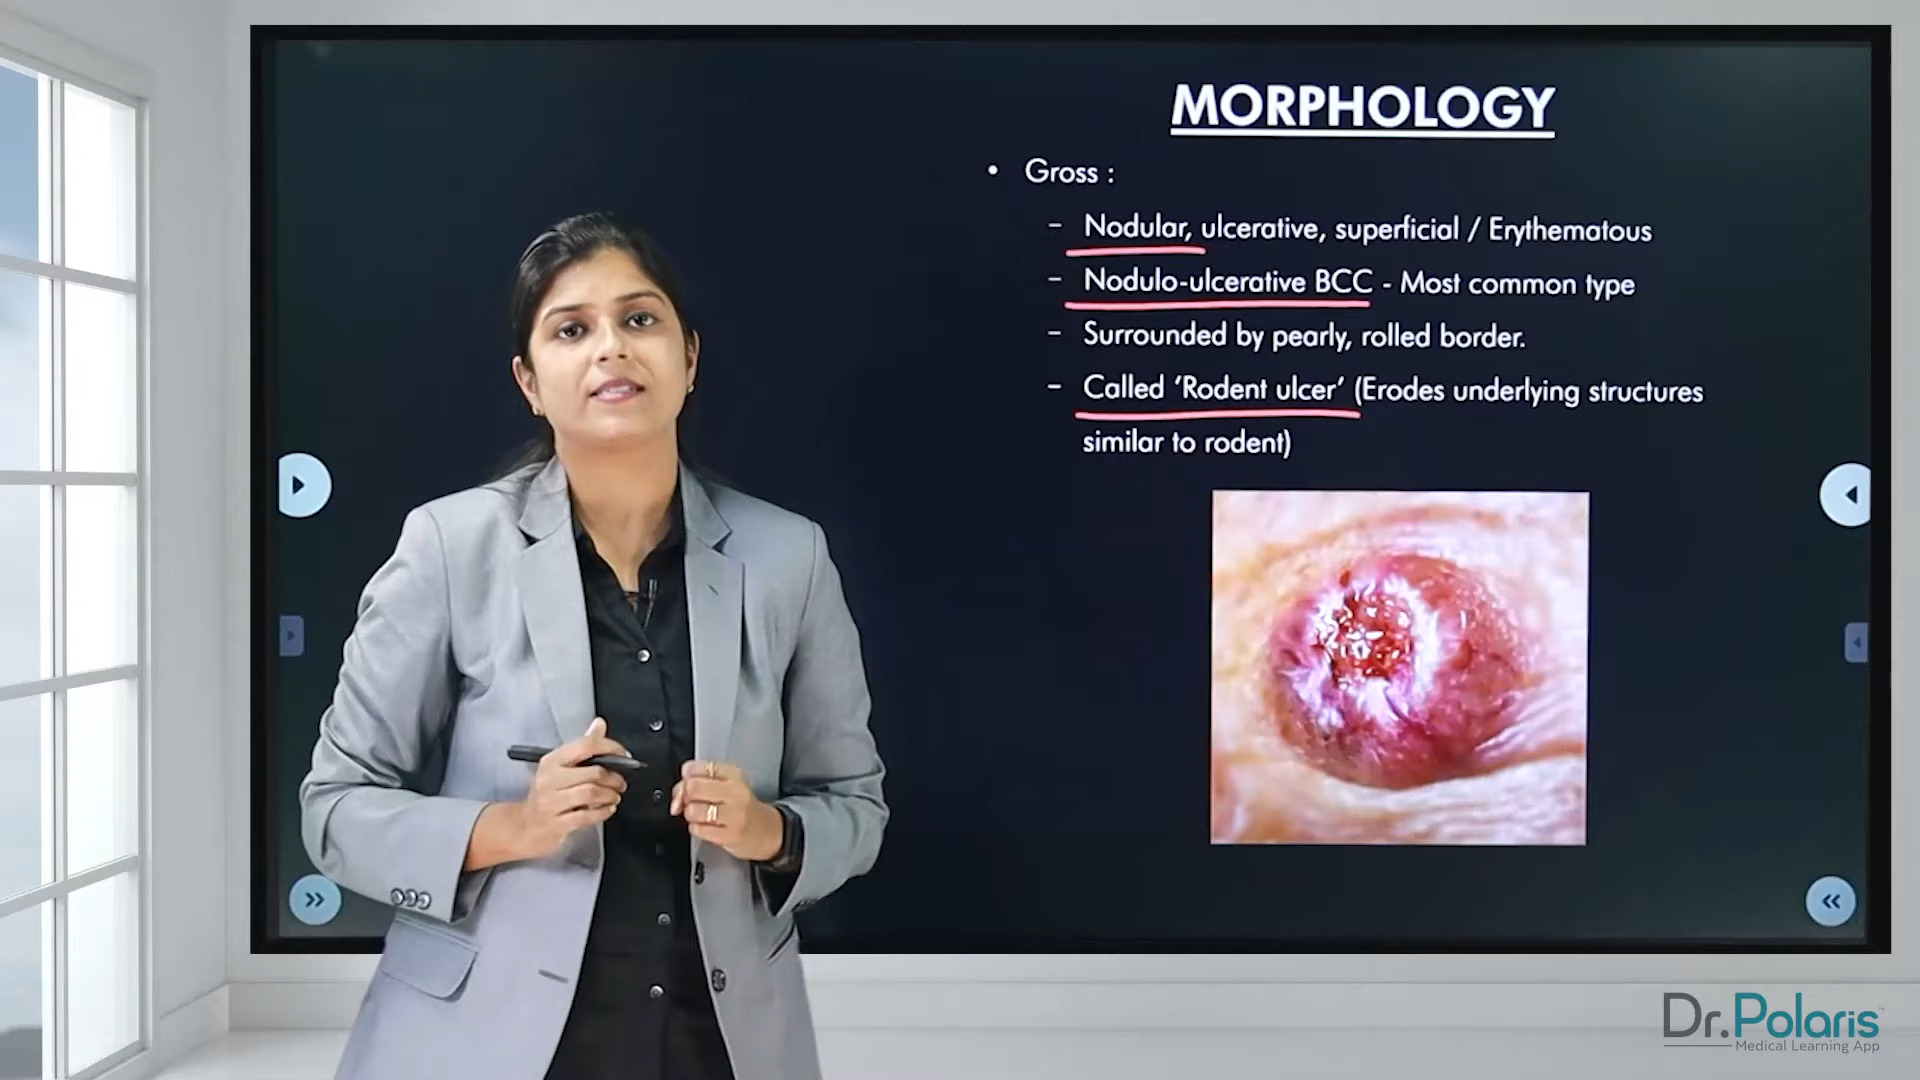 MORPHOLOGY
• Gross :
– Nodular, ulcerative, superficial / Erythematous
– Nodulo-ulcerative BCC - Most common type
– Surrounded by pearly, rolled border.
– Called ‘Rodent ulcer’ (Erodes underlying structures
similar to rodent)
Dr.Polaris
Medical Learning App